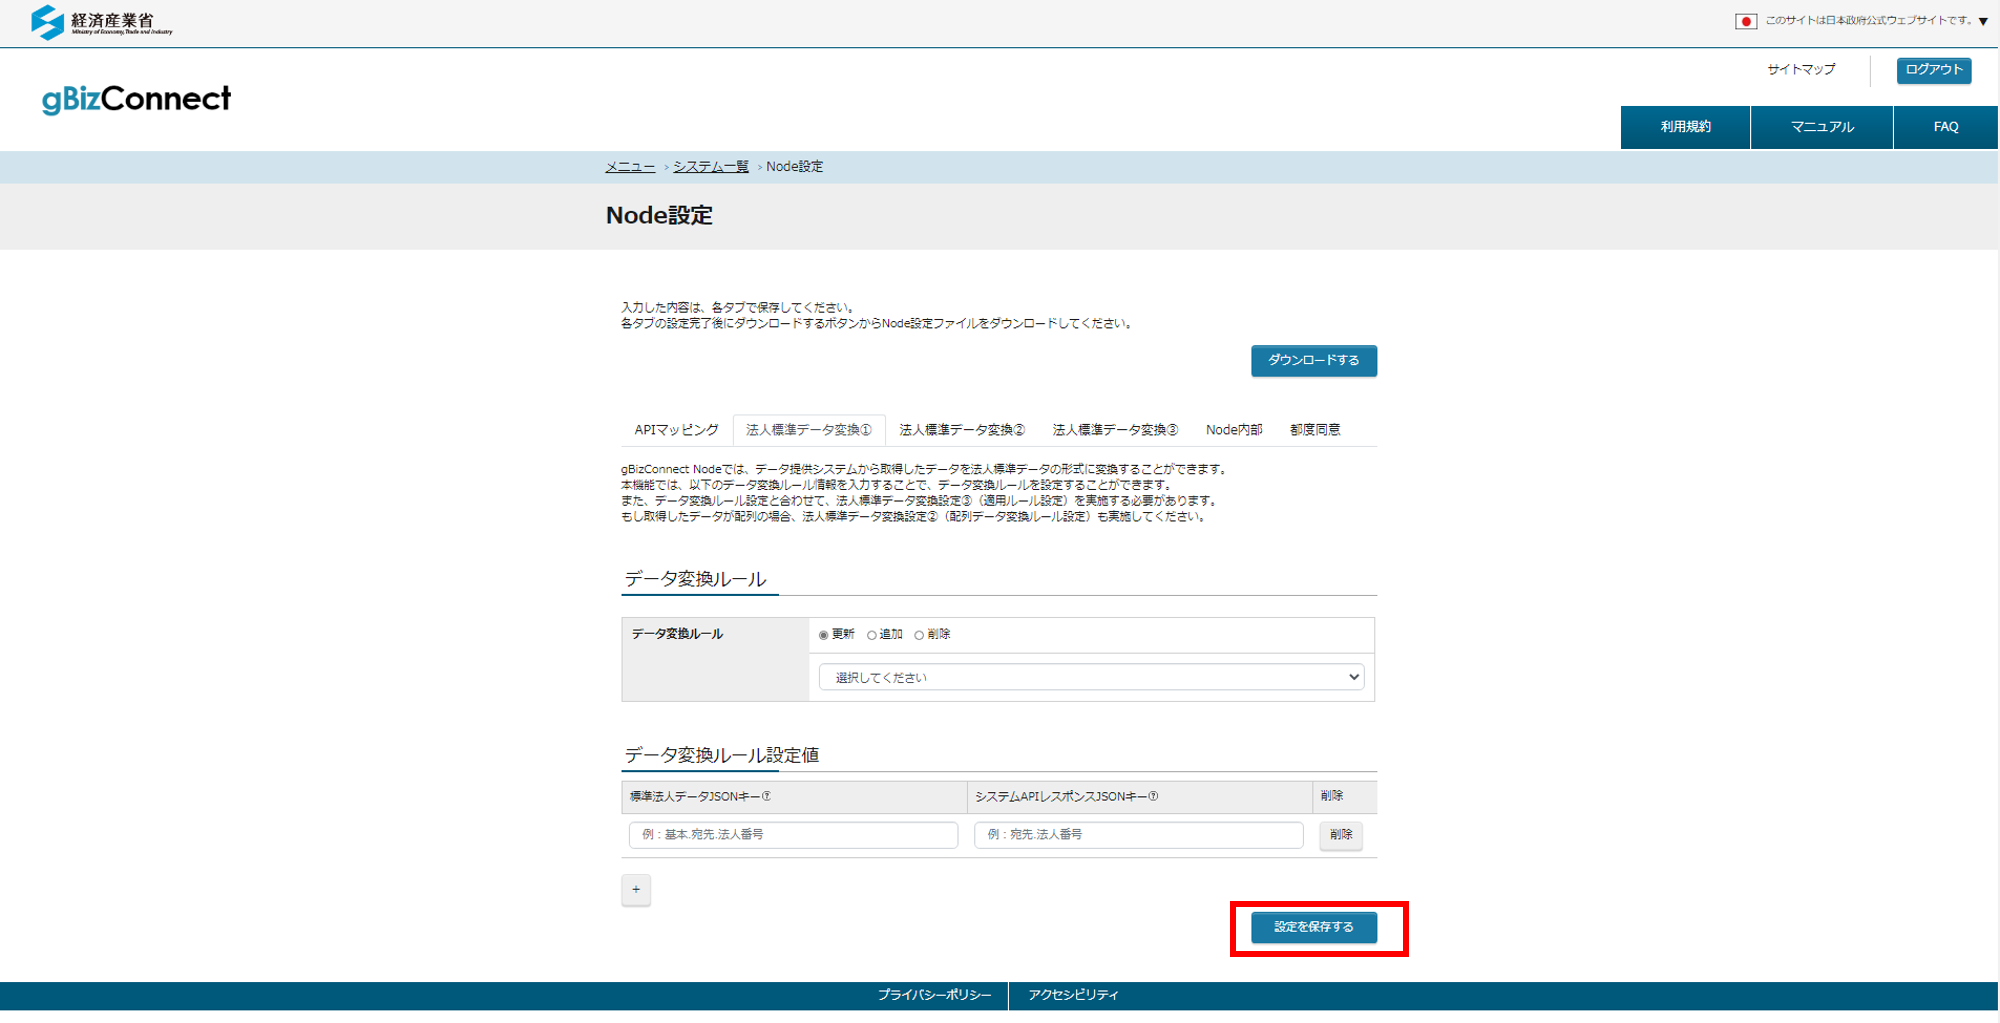 経済産業省
Ministry of Economy, Trade and Industry
このサイトは日本政府公式ウェブサイトです。▼
サイトマップ
ログアウト
gBizConnect
利用規約
マニュアル
FAQ
メニュー > システム一覧 > Node設定
Node設定
入力した内容は、各タブで保存してください。
各タブの設定完了後にダウンロードするボタンからNode設定ファイルをダウンロードしてください。
ダウンロードする
APIマッピング 法人標準データ変換① 法人標準データ変換② 法人標準データ変換③ Node内部 都度同意
gBizConnect Nodeでは、データ提供システムから取得したデータを法人標準データの形式に変換することができます。
本機能では、以下のデータ変換ルール情報を入力することで、データ変換ルールを設定することができます。
また、データ変換ルール設定と合わせて、法人標準データ変換設定③（適用ルール設定）を実施する必要があります。
もし取得したデータが配列の場合、法人標準データ変換設定②（配列データ変換ルール設定）も実施してください。
データ変換ルール
データ変換ルール
更新 追加 削除
選択してください
データ変換ルール設定値
標準法人データJSONキー? システムAPIレスポンスJSONキー? 削除
例：基本.宛先.法人番号 例：宛先.法人番号 削除
+
設定を保存する
プライバシーポリシー アクセシビリティ